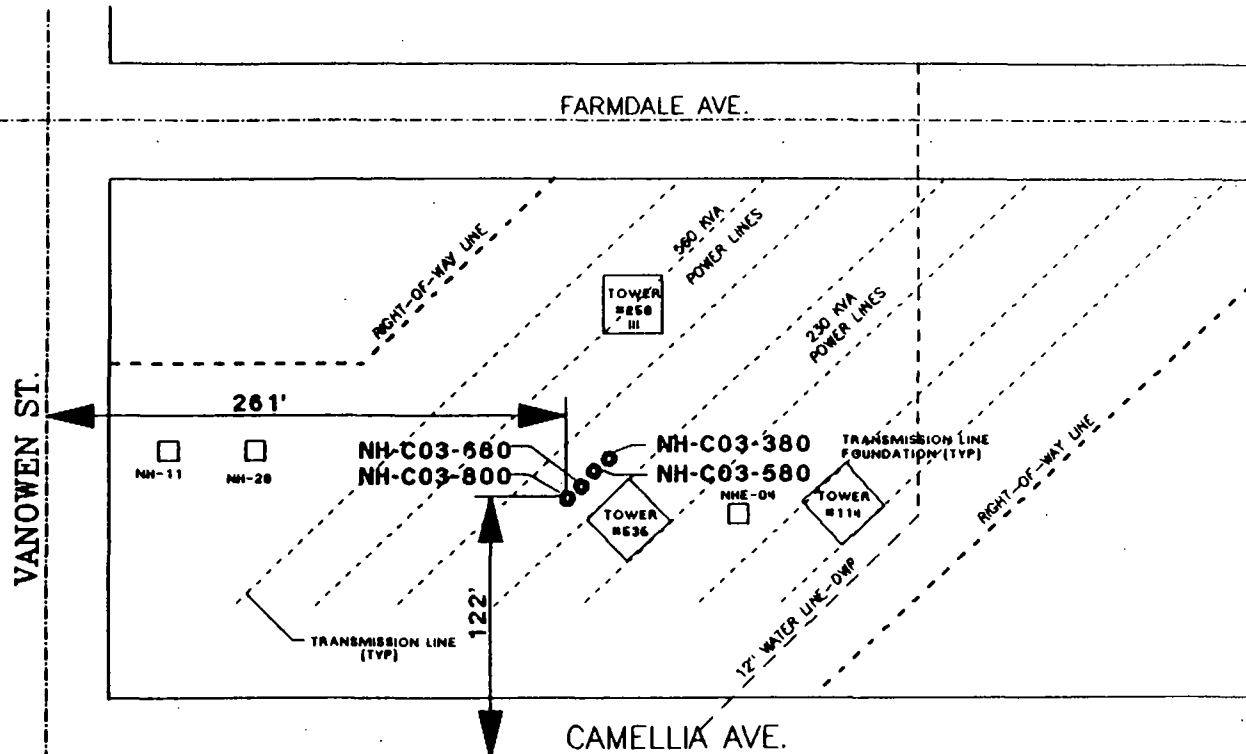 FARMDALE AVE.
RIGHT-OF-WAY LINE
560 KVA
POWER LINES
TOWER
#258
III
230 KVA
POWER LINES
VANOWEN ST.
261'
NH-11
NH-28
NH-C03-680
NH-C03-800
NH-C03-380
NH-C03-580
TRANSMISSION LINE
FOUNDATION (TYP)
NHE-04
TOWER
#536
TOWER
#114
RIGHT-OF-WAY LINE
122'
TRANSMISSION LINE
(TYP)
12" WATER LINE-DWP
CAMELLIA AVE.